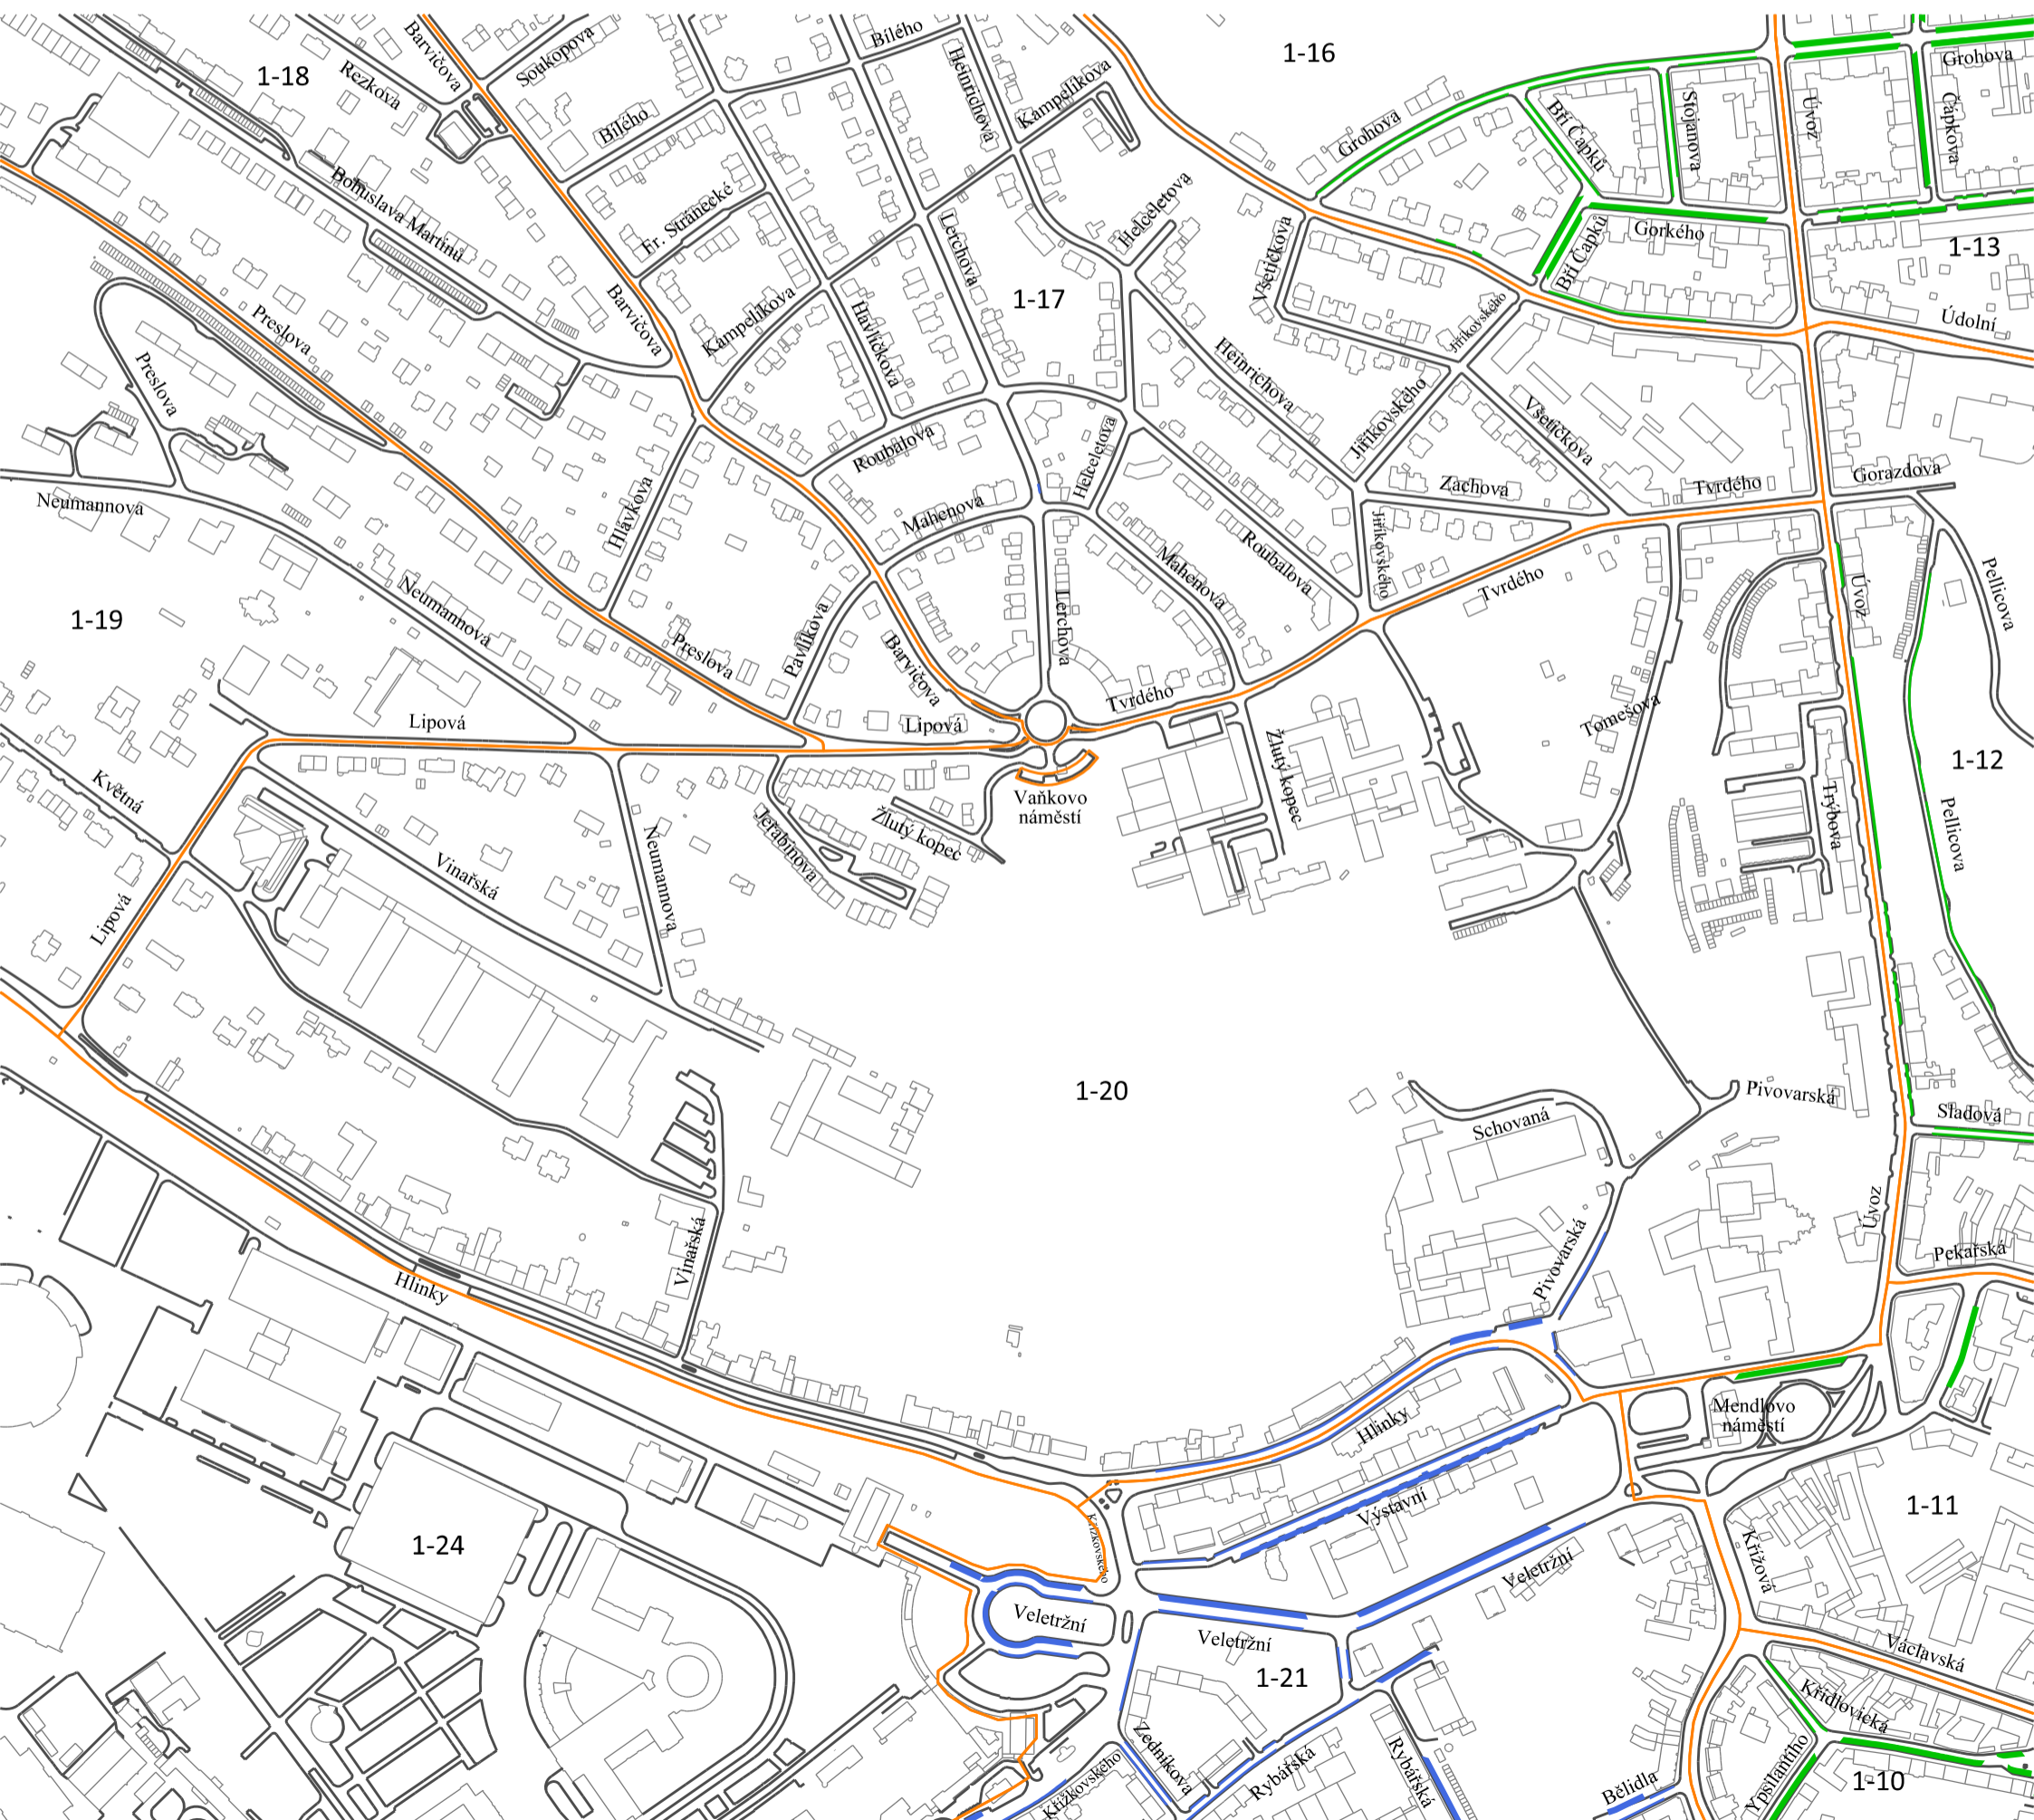 Barvičova
Soukopova
Bílého
Heinrichova
1-16
Grohova
1-18
Rezkova
Kampelíkova
Grohova
Bří Čapků
Stojanova
Úvoz
Čapkova
Bílého
Bohuslava Martinů
Fr. Stránecké
Lerchova
Helceletova
Všetičkova
Bří Čapků
Gorkého
1-13
1-17
Preslova
Barvičova
Kampelíkova
Havlíčkova
Jiříkovského
Údolní
Preslova
Heinrichova
Jiříkovského
Všetičkova
Roubalova
Helceletova
Neumannová
Hlávkova
Mahenova
Zachova
Tvrdého
Gorazdova
Jiříkovského
Roubalova
Mahenova
Lerchova
Tvrdého
Úvoz
Pellicova
1-19
Neumannova
Preslova
Pavlíkova
Barvičova
Tvrdého
Tomešova
Lipová
Lipová
Žlutý kopec
1-12
Květná
Vaňkovo
náměstí
Jeřabinova
Žlutý kopec
Trýbova
Pellicova
Vinařská
Neumannova
Lipová
1-20
Pivovarská
Schovaná
Sladová
Úvoz
Vinařská
Pivovarská
Pekařská
Hlinky
Hlinky
Mendlovo
náměstí
Výstavní
1-11
1-24
Křížkovského
Křížová
Veletržní
Veletržní
Veletržní
1-21
Václavská
Křídlovická
Zedníkova
Křížkovského
Rybářská
Rybářská
Bělidla
Ypsilantiho
1-10